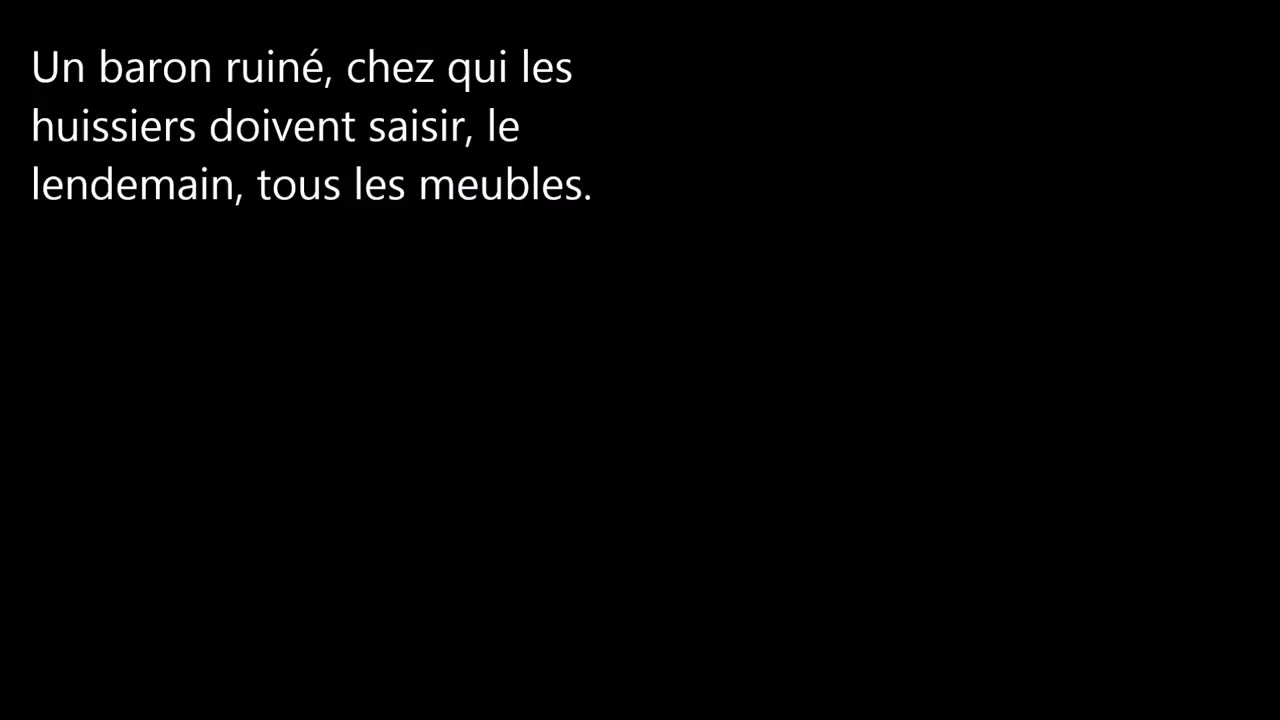 Un baron ruiné, chez qui les
huissiers doivent saisir, le
lendemain, tous les meubles.